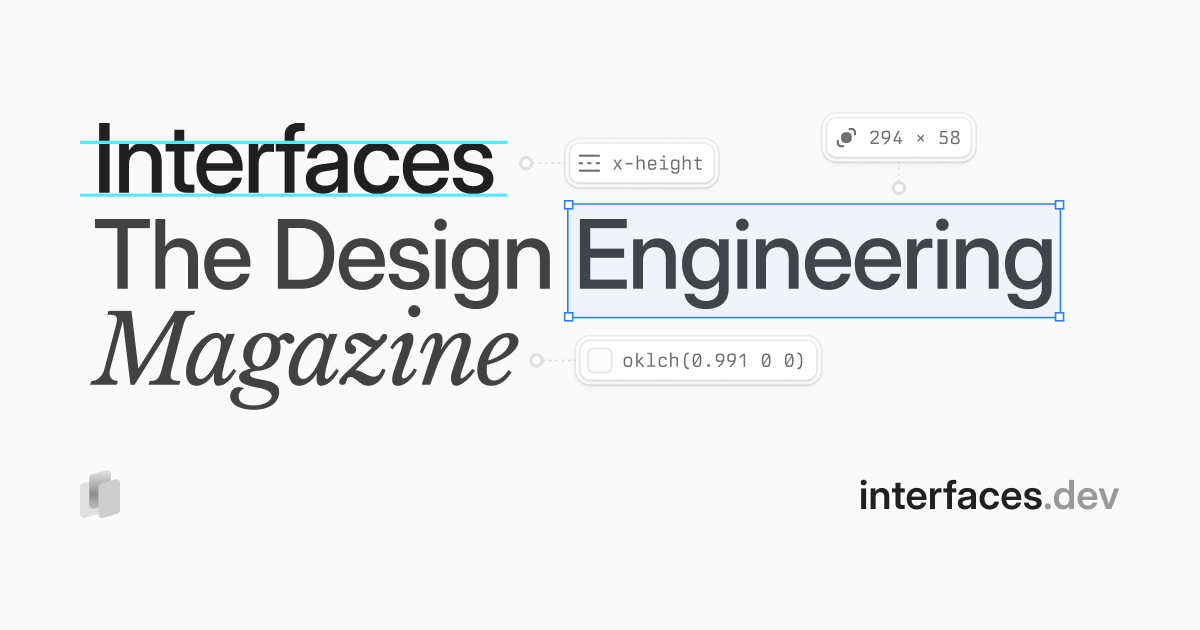 Interfaces
x-height
294 × 58
The Design Engineering
Magazine
oklch(0.991 0 0)
interfaces.dev